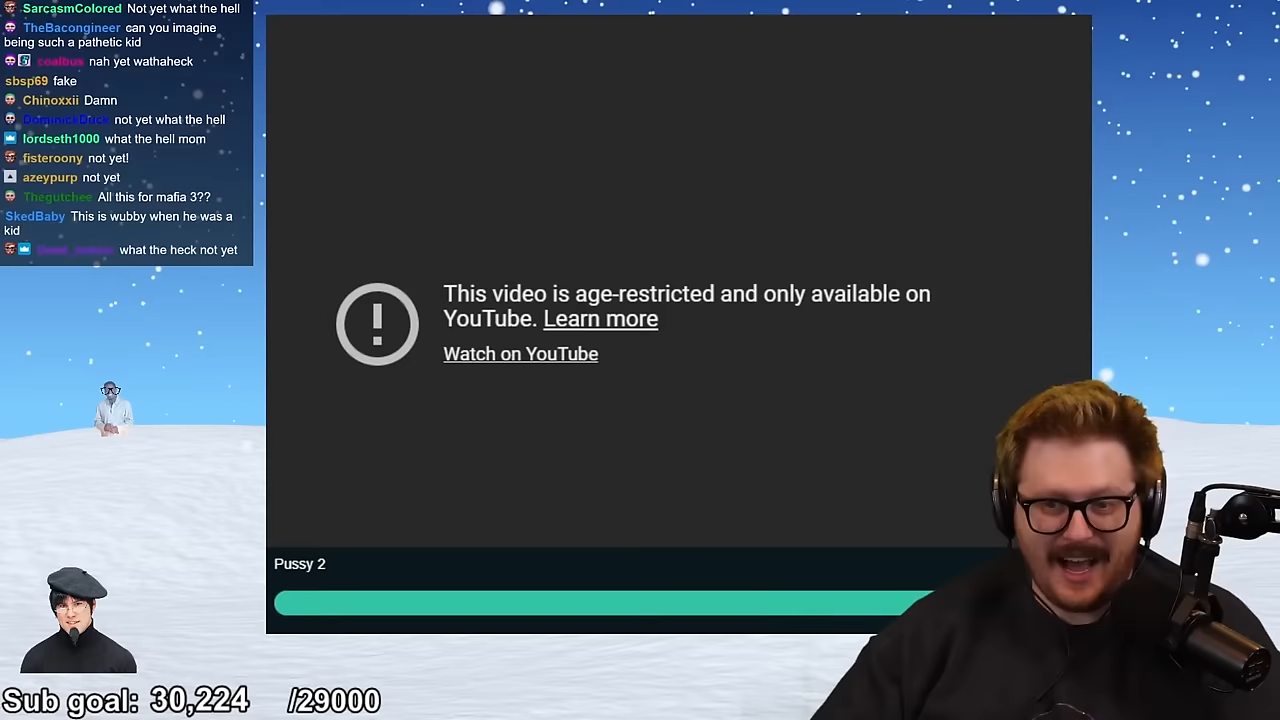 SarcasmColored Not yet what the hell
TheBacongineer can you imagine
being such a pathetic kid
coalbus nah yet wathaheck
sbsp69 fake
Chinoxxii Damn
DominickDuck not yet what the hell
lordseth1000 what the hell mom
fisteroony not yet!
azeypurp not yet
Thegutchee All this for mafia 3??
SkedBaby This is wubby when he was a
kid
what the heck not yet
This video is age-restricted and only available on
YouTube. Learn more
Watch on YouTube
Pussy 2
Sub goal: 30,224 /29000